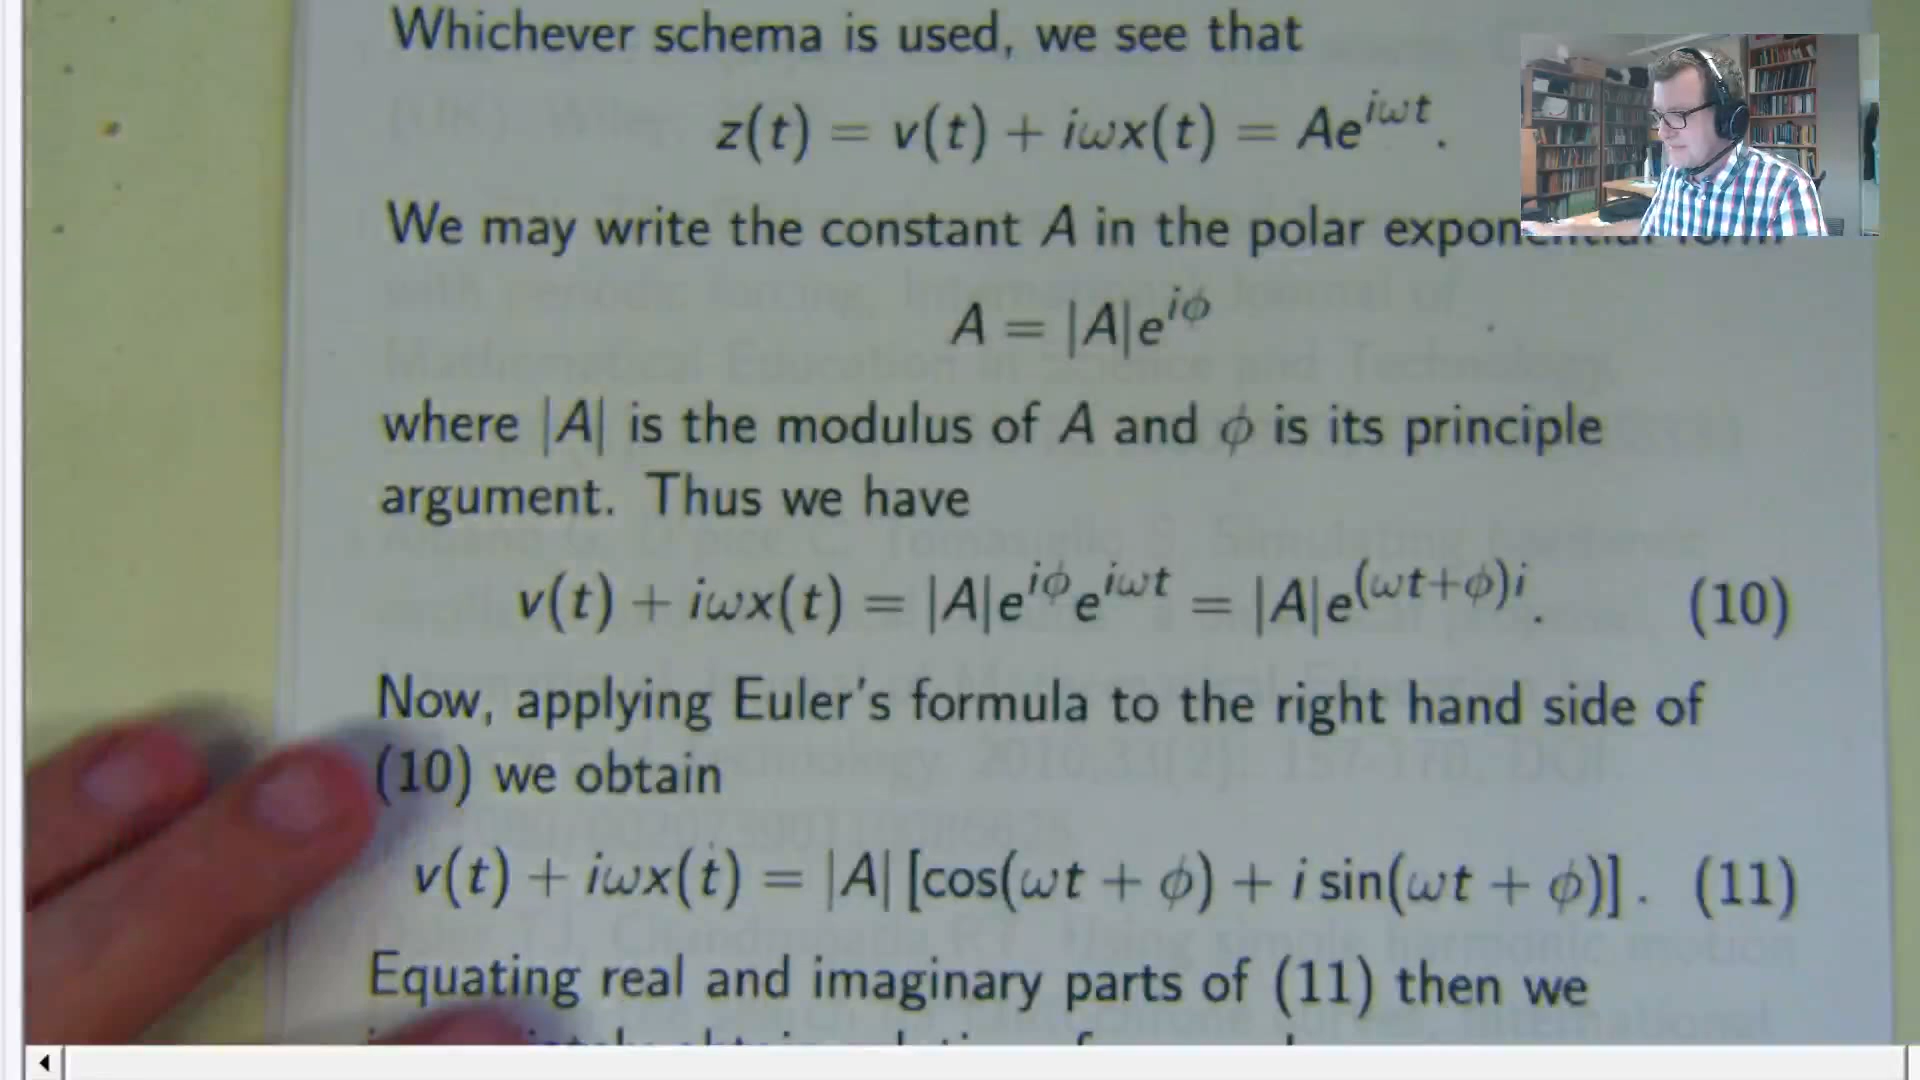 Whichever schema is used, we see that
z(t) = v(t) + iωx(t) = Ae^{iωt}.
We may write the constant A in the polar exponential form
A = |A|e^{iϕ}
where |A| is the modulus of A and ϕ is its principle
argument. Thus we have
v(t) + iωx(t) = |A|e^{iϕ}e^{iωt} = |A|e^{(ωt+ϕ)i}. (10)
Now, applying Euler's formula to the right hand side of
(10) we obtain
v(t) + iωx(t) = |A| [cos(ωt + ϕ) + i sin(ωt + ϕ)]. (11)
Equating real and imaginary parts of (11) then we